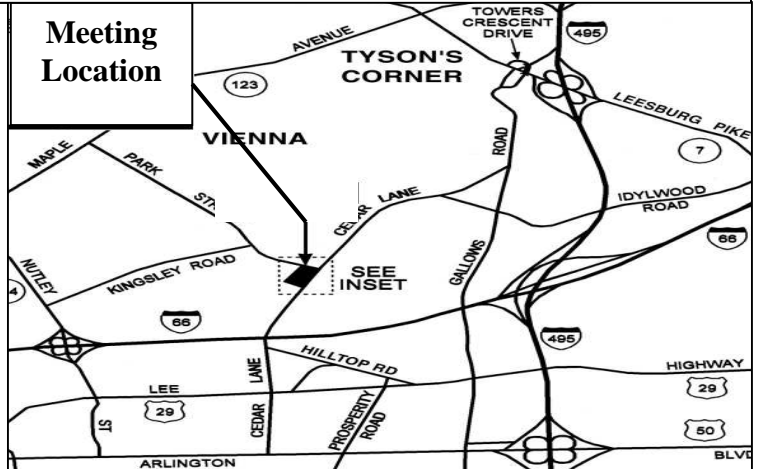 Meeting
Location
TOWERS
CRESCENT
DRIVE
495
AVENUE
TYSON'S
CORNER
123
LEESBURG PIKE
7
MAPLE
VIENNA
PARK
ROAD
CEDAR LANE
IDYLWOOD
ROAD
66
NUTLEY
KINGSLEY ROAD
SEE
INSET
GALLOWS
4
66
495
HILLTOP RD
HIGHWAY
LEE
LANE
29
29
ST
CEDAR
PROSPERITY
ROAD
50
ARLINGTON
BLVD